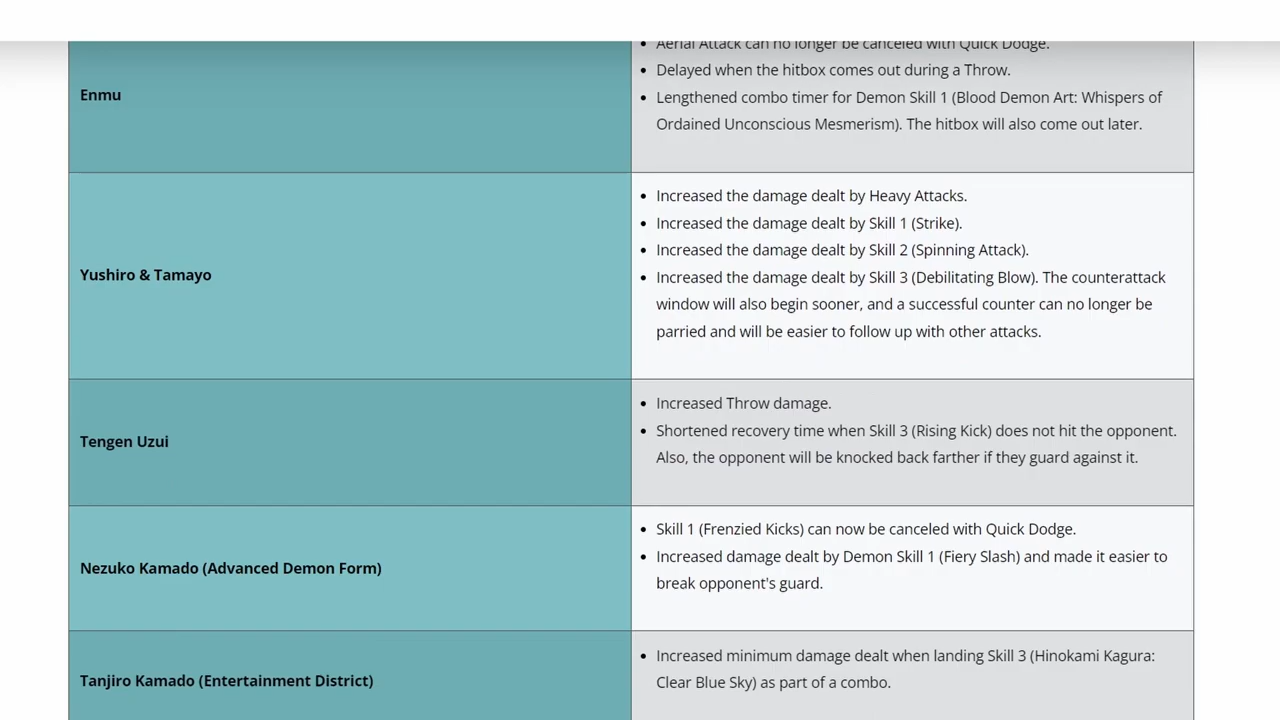 Aerial Attack can no longer be canceled with Quick Dodge.
Enmu
Delayed when the hitbox comes out during a Throw.
Lengthened combo timer for Demon Skill 1 (Blood Demon Art: Whispers of
Ordained Unconscious Mesmerism). The hitbox will also come out later.
Yushiro & Tamayo
Increased the damage dealt by Heavy Attacks.
Increased the damage dealt by Skill 1 (Strike).
Increased the damage dealt by Skill 2 (Spinning Attack).
Increased the damage dealt by Skill 3 (Debilitating Blow). The counterattack
window will also begin sooner, and a successful counter can no longer be
parried and will be easier to follow up with other attacks.
Tengen Uzui
Increased Throw damage.
Shortened recovery time when Skill 3 (Rising Kick) does not hit the opponent.
Also, the opponent will be knocked back farther if they guard against it.
Nezuko Kamado (Advanced Demon Form)
Skill 1 (Frenzied Kicks) can now be canceled with Quick Dodge.
Increased damage dealt by Demon Skill 1 (Fiery Slash) and made it easier to
break opponent's guard.
Tanjiro Kamado (Entertainment District)
Increased minimum damage dealt when landing Skill 3 (Hinokami Kagura:
Clear Blue Sky) as part of a combo.